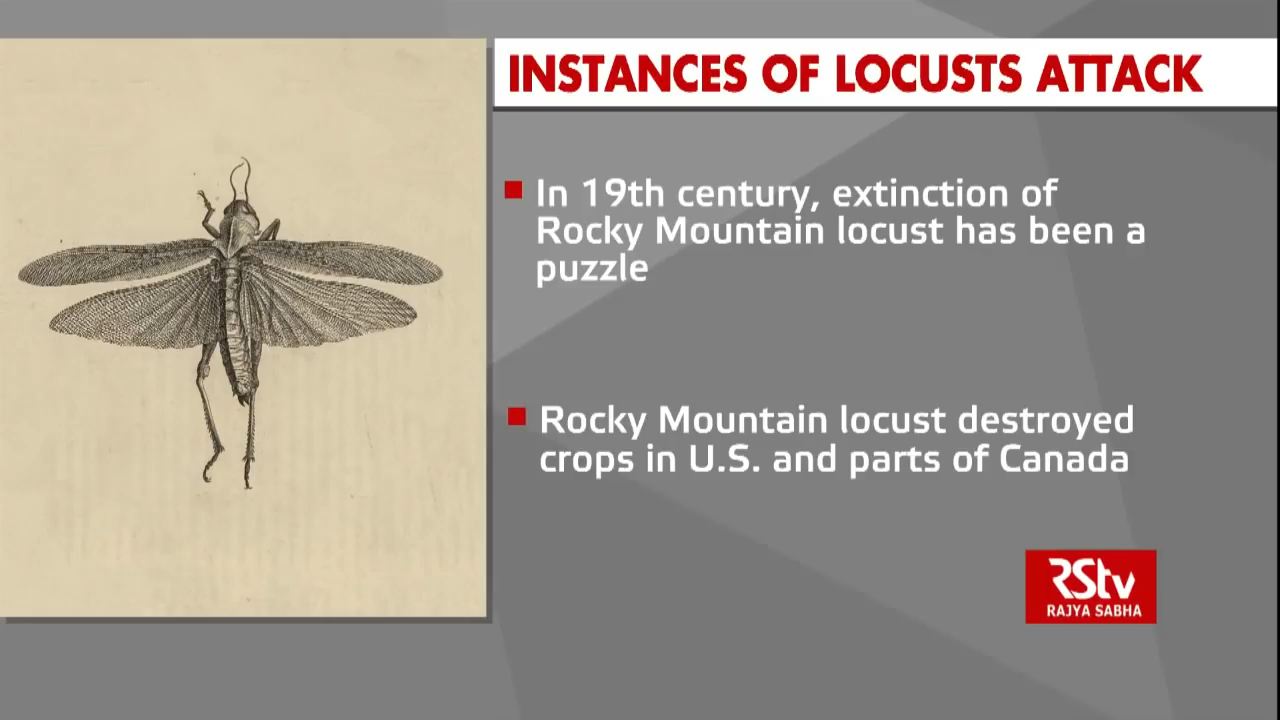 INSTANCES OF LOCUSTS ATTACK
In 19th century, extinction of
Rocky Mountain locust has been a
puzzle
Rocky Mountain locust destroyed
crops in U.S. and parts of Canada
RStv
RAJYA SABHA